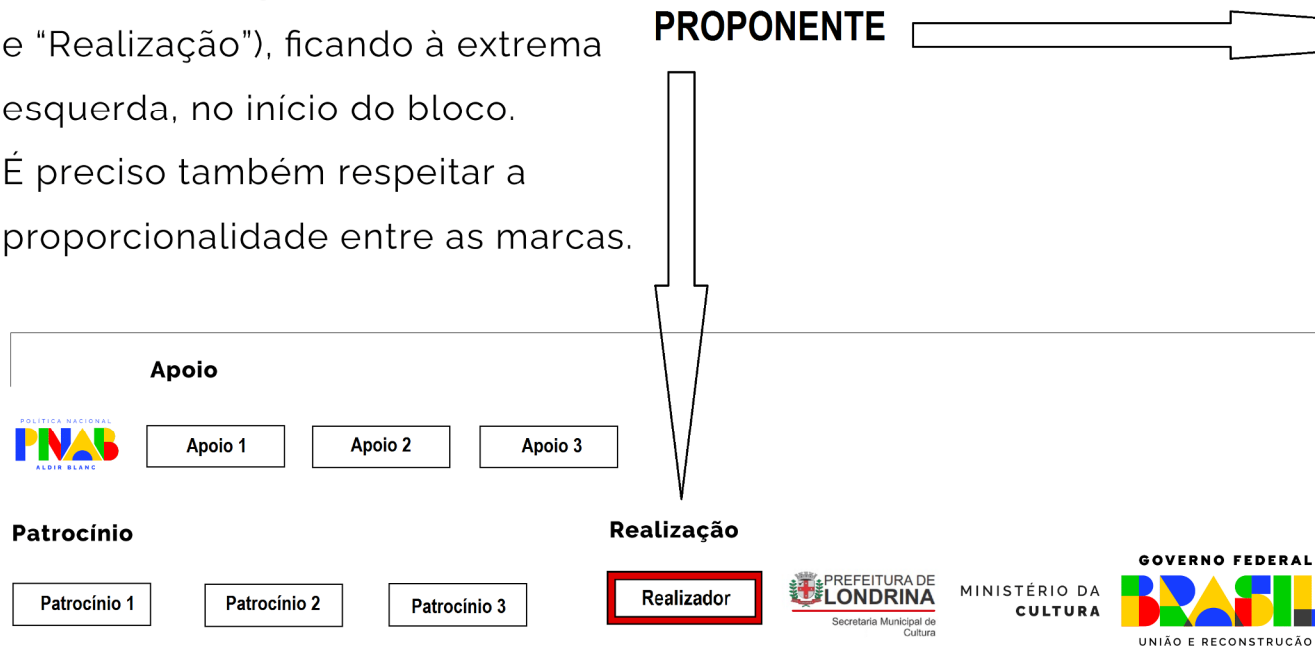 e “Realização”), ficando à extrema
esquerda, no início do bloco.
É preciso também respeitar a
proporcionalidade entre as marcas.
PROPONENTE
Apoio
POLÍTICA NACIONAL
PNAB
ALDIR BLANC
Apoio 1
Apoio 2
Apoio 3
Patrocínio
Patrocínio 1
Patrocínio 2
Patrocínio 3
Realização
Realizador
PREFEITURA DE
LONDRINA
Secretaria Municipal de
Cultura
MINISTÉRIO DA
CULTURA
GOVERNO FEDERAL
BRASIL
UNIÃO E RECONSTRUÇÃO